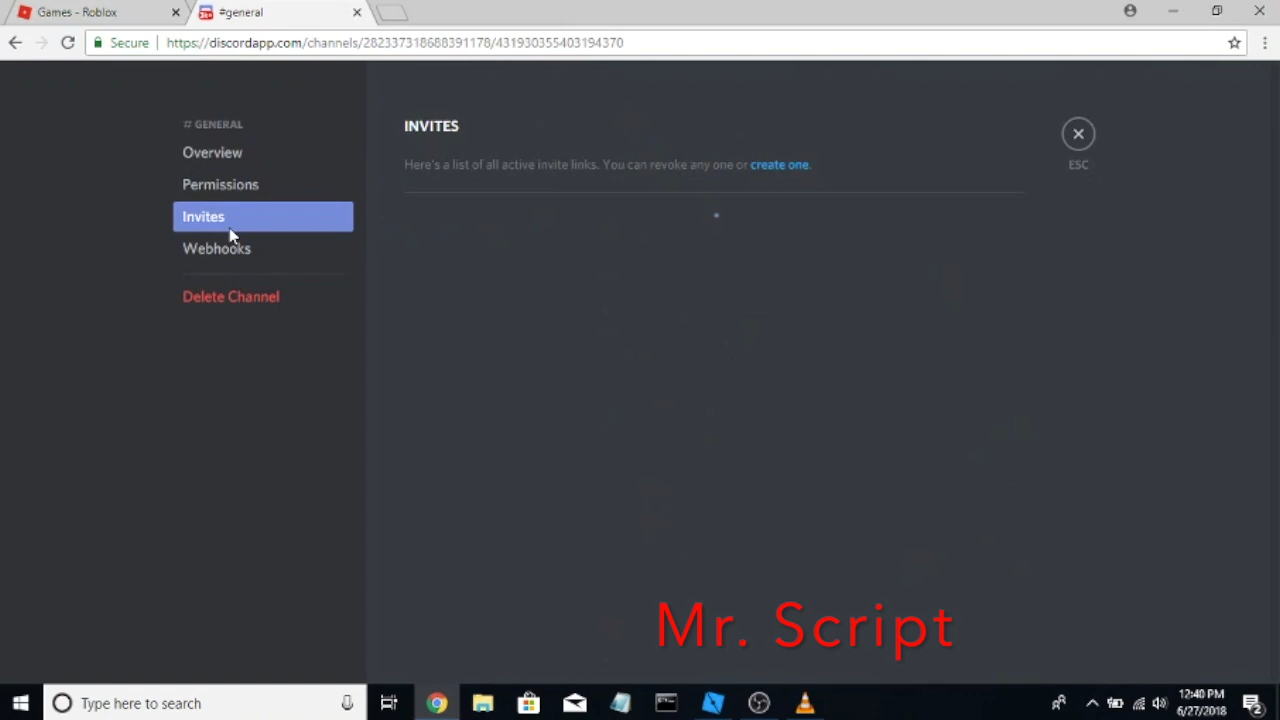 Games - Roblox
#general
Secure
https://discordapp.com/channels/282337318688391178/431930355403194370
# GENERAL
Overview
Permissions
Invites
Webhooks
Delete Channel
INVITES
Here's a list of all active invite links. You can revoke any one or create one.
ESC
Mr. Script
Type here to search
12:40 PM
6/27/2018
2